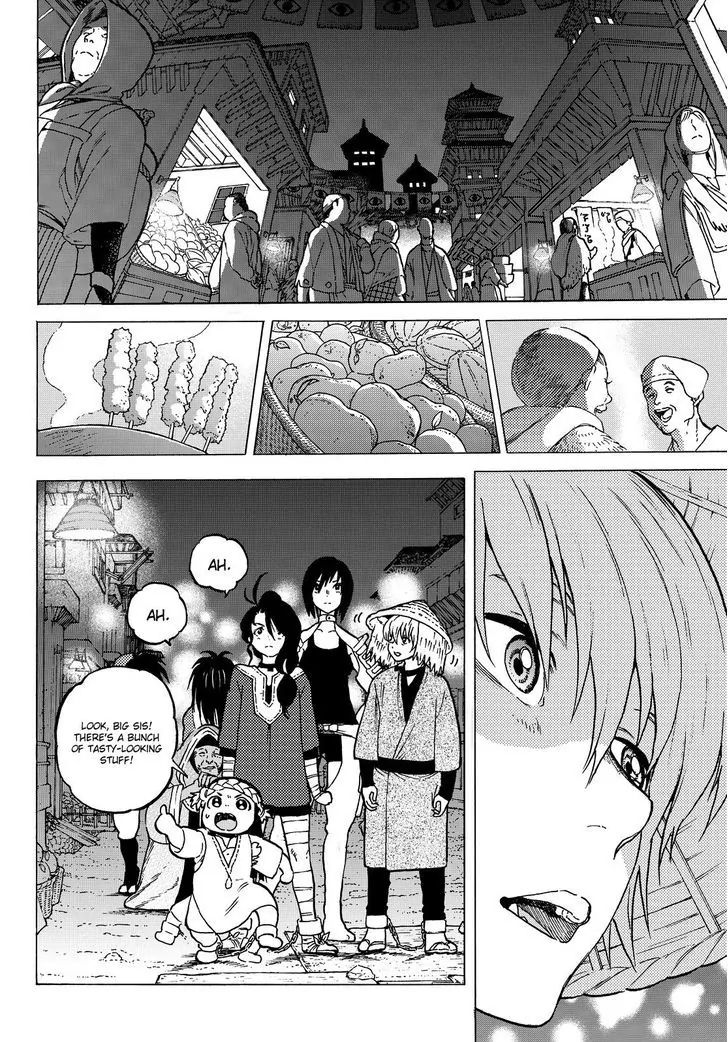 AH.
AH.
LOOK, BIG SIS!
THERE'S A BUNCH
OF TASTY-LOOKING
STUFF!